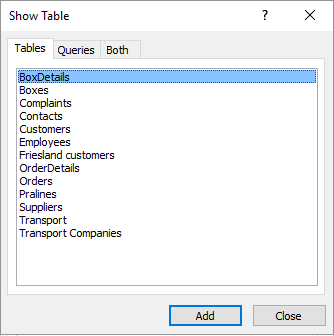 Show Table
?
Tables Queries Both
BoxDetails
Boxes
Complaints
Contacts
Customers
Employees
Friesland customers
OrderDetails
Orders
Pralines
Suppliers
Transport
Transport Companies
Add Close